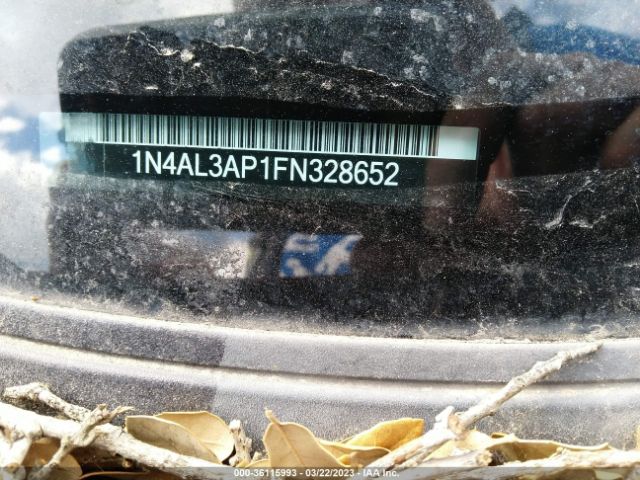 1N4AL3AP1FN328652
000-36115993 - 03/22/2023 - IAA Inc.